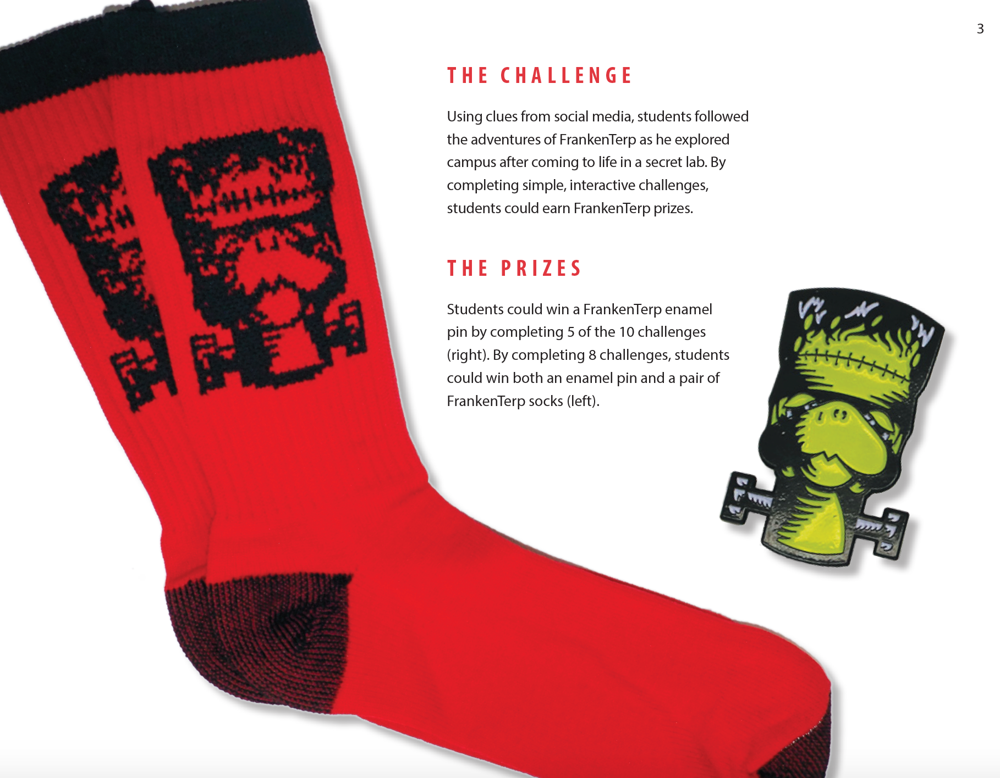 3
THE CHALLENGE
Using clues from social media, students followed
the adventures of FrankenTerp as he explored
campus after coming to life in a secret lab. By
completing simple, interactive challenges,
students could earn FrankenTerp prizes.
THE PRIZES
Students could win a FrankenTerp enamel
pin by completing 5 of the 10 challenges
(right). By completing 8 challenges, students
could win both an enamel pin and a pair of
FrankenTerp socks (left).